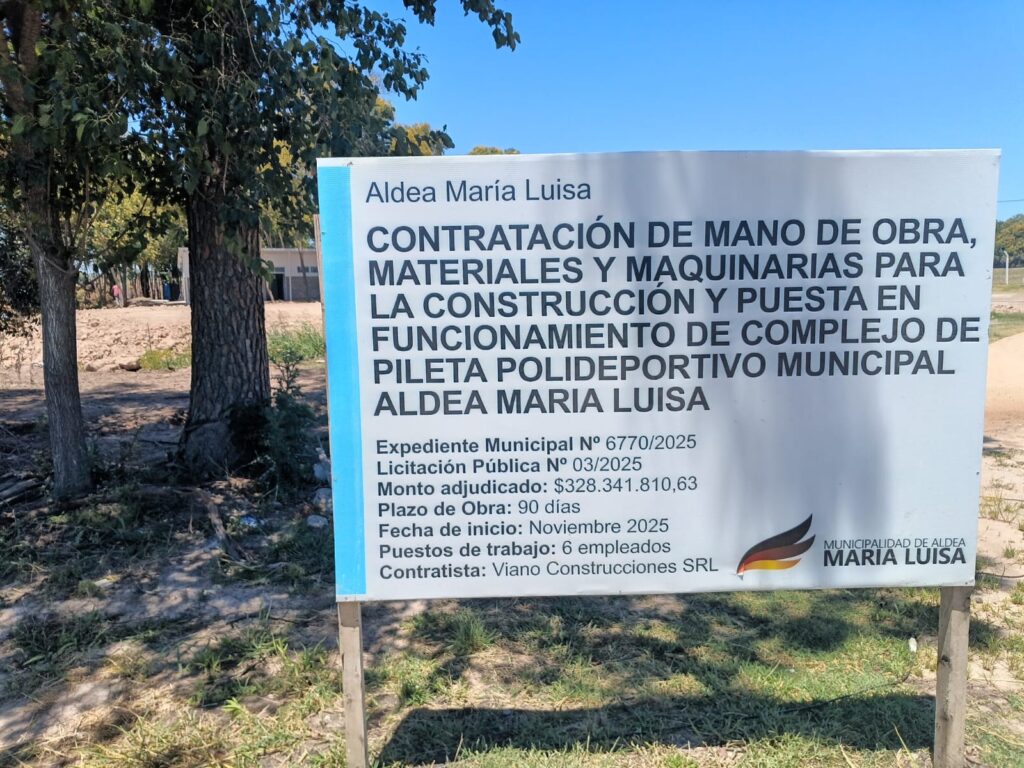 Aldea María Luisa
CONTRATACIÓN DE MANO DE OBRA,
MATERIALES Y MAQUINARIAS PARA
LA CONSTRUCCIÓN Y PUESTA EN
FUNCIONAMIENTO DE COMPLEJO DE
PILETA POLIDEPORTIVO MUNICIPAL
ALDEA MARIA LUISA
Expediente Municipal Nº 6770/2025
Licitación Pública Nº 03/2025
Monto adjudicado: $328.341.810,63
Plazo de Obra: 90 días
Fecha de inicio: Noviembre 2025
Puestos de trabajo: 6 empleados
Contratista: Viano Construcciones SRL
MUNICIPALIDAD DE ALDEA
MARIA LUISA